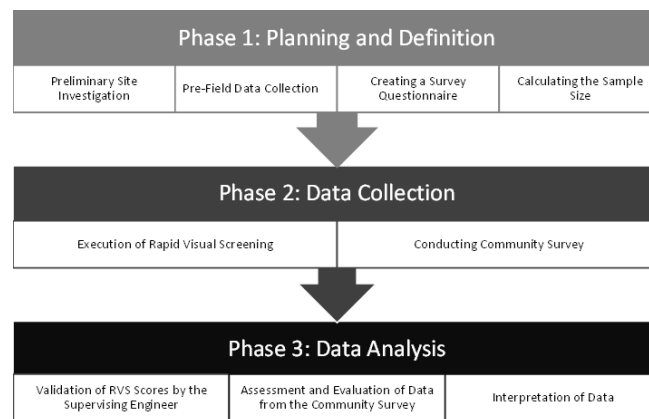 Phase 1: Planning and Definition
Preliminary Site
Investigation
Pre-Field Data Collection
Creating a Survey
Questionnaire
Calculating the Sample
Size
Phase 2: Data Collection
Execution of Rapid Visual Screening
Conducting Community Survey
Phase 3: Data Analysis
Validation of RVS Scores by the
Supervising Engineer
Assessment and Evaluation of Data
from the Community Survey
Interpretation of Data